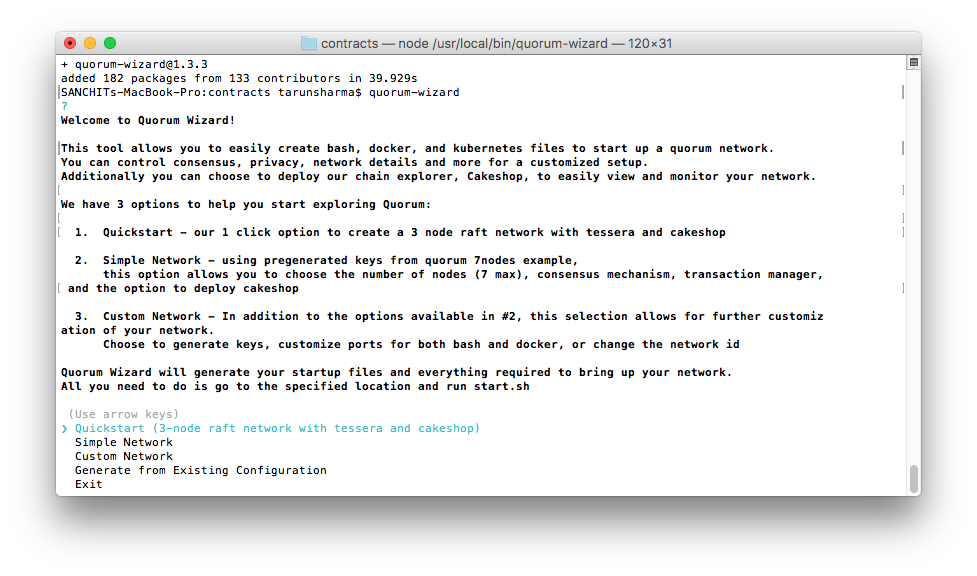 contracts — node /usr/local/bin/quorum-wizard — 120×31
+ quorum-wizard@1.3.3
added 182 packages from 133 contributors in 39.929s
[SANCHITs-MacBook-Pro:contracts tarunsharma$ quorum-wizard ]
?
Welcome to Quorum Wizard!
[This tool allows you to easily create bash, docker, and kubernetes files to start up a quorum network. ]
You can control consensus, privacy, network details and more for a customized setup.
Additionally you can choose to deploy our chain explorer, Cakeshop, to easily view and monitor your network.
[ ]
We have 3 options to help you start exploring Quorum:
[ ]
[ 1. Quickstart – our 1 click option to create a 3 node raft network with tessera and cakeshop ]
2. Simple Network – using pregenerated keys from quorum 7nodes example,
this option allows you to choose the number of nodes (7 max), consensus mechanism, transaction manager,
[ and the option to deploy cakeshop ]
3. Custom Network – In addition to the options available in #2, this selection allows for further customiz
ation of your network.
Choose to generate keys, customize ports for both bash and docker, or change the network id
Quorum Wizard will generate your startup files and everything required to bring up your network.
All you need to do is go to the specified location and run start.sh
(Use arrow keys)
❯ Quickstart (3-node raft network with tessera and cakeshop)
Simple Network
Custom Network
Generate from Existing Configuration
Exit